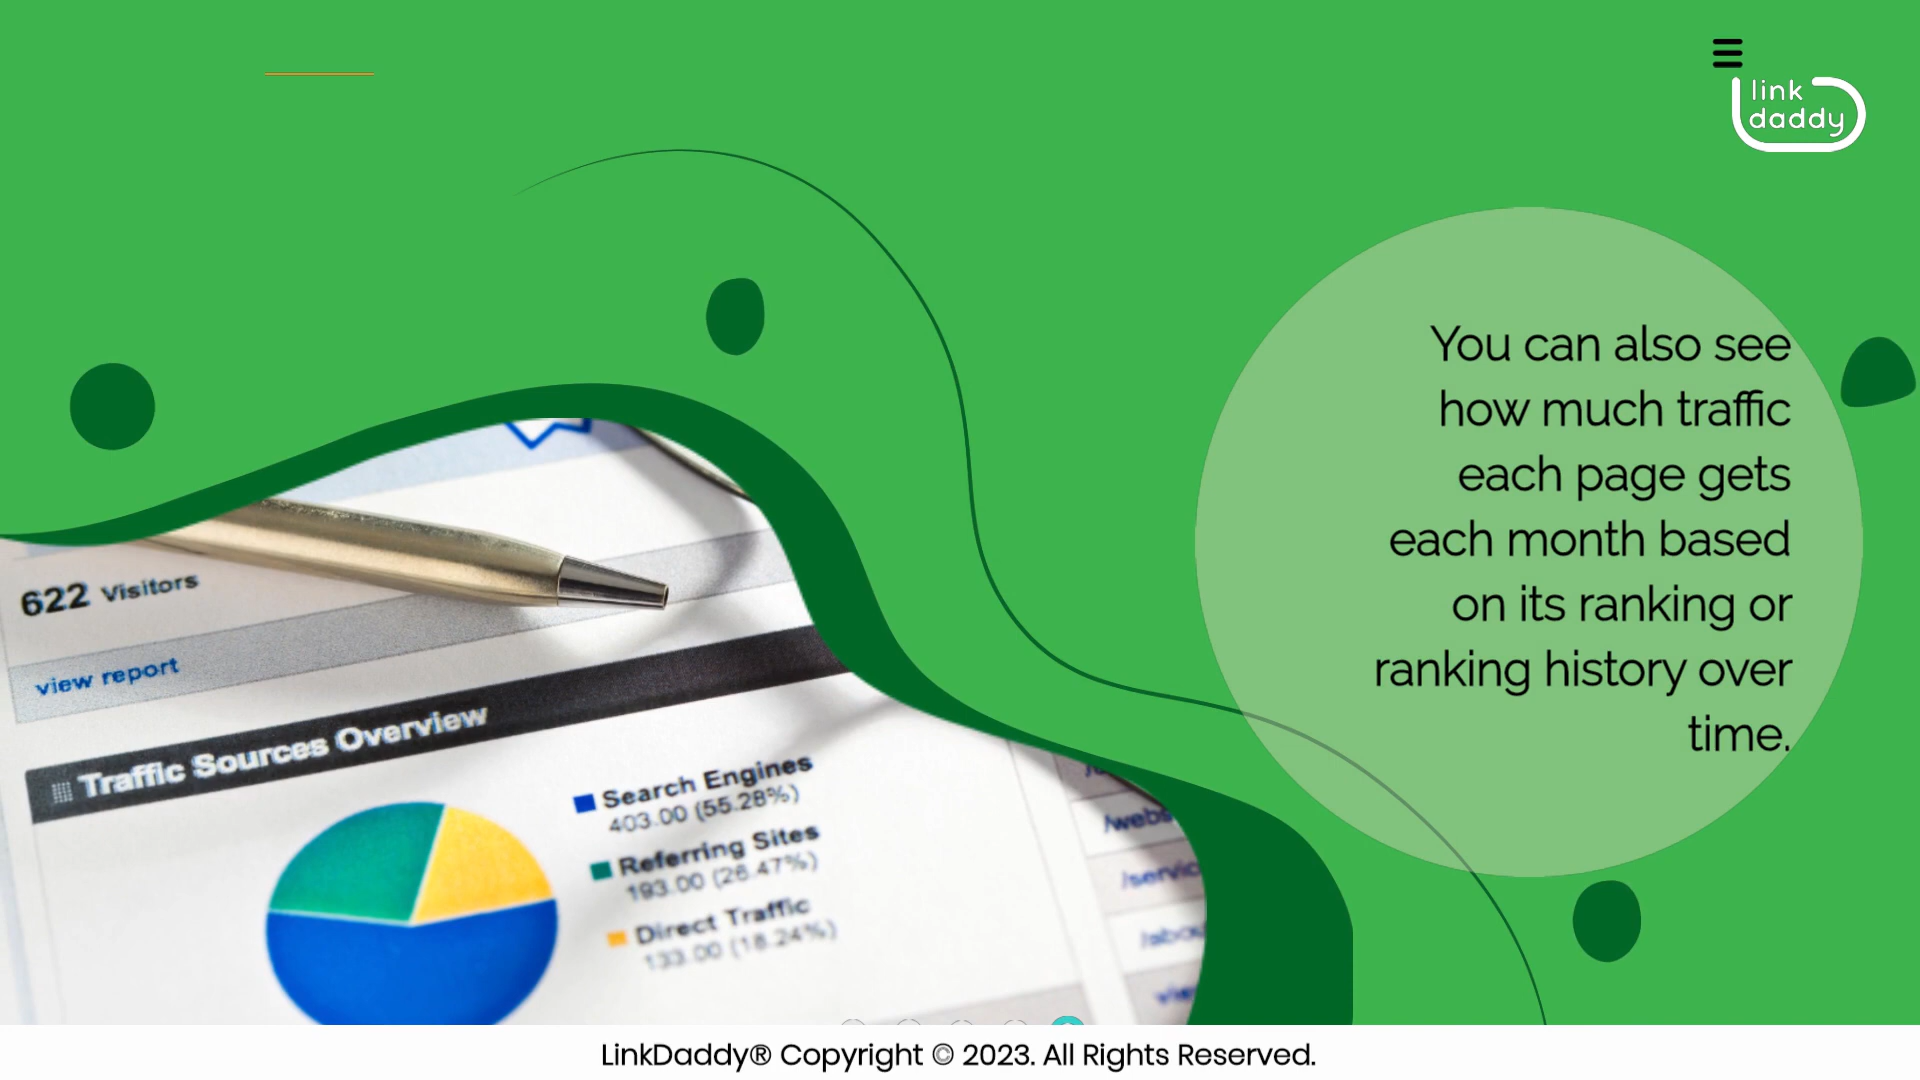 link
daddy
You can also see
how much traffic
each page gets
each month based
on its ranking or
ranking history over
time.
622 Visitors
view report
Traffic Sources Overview
Search Engines
403.00 (55.28%)
Referring Sites
193.00 (26.47%)
Direct Traffic
133.00 (18.24%)
LinkDaddy® Copyright © 2023. All Rights Reserved.